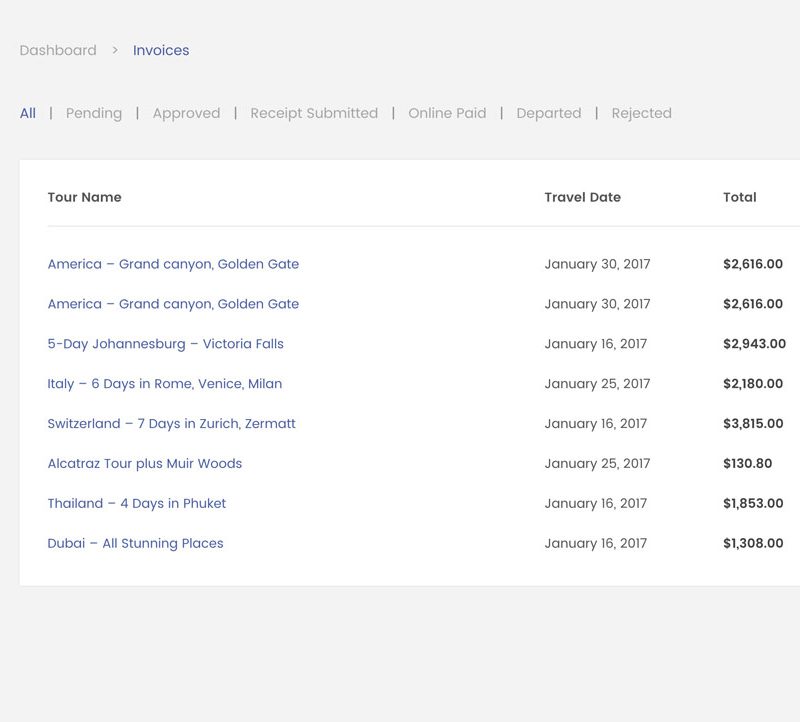 Dashboard > Invoices
All | Pending | Approved | Receipt Submitted | Online Paid | Departed | Rejected
Tour Name Travel Date Total
America – Grand canyon, Golden Gate January 30, 2017 $2,616.00
America – Grand canyon, Golden Gate January 30, 2017 $2,616.00
5-Day Johannesburg – Victoria Falls January 16, 2017 $2,943.00
Italy – 6 Days in Rome, Venice, Milan January 25, 2017 $2,180.00
Switzerland – 7 Days in Zurich, Zermatt January 16, 2017 $3,815.00
Alcatraz Tour plus Muir Woods January 25, 2017 $130.80
Thailand – 4 Days in Phuket January 16, 2017 $1,853.00
Dubai – All Stunning Places January 16, 2017 $1,308.00